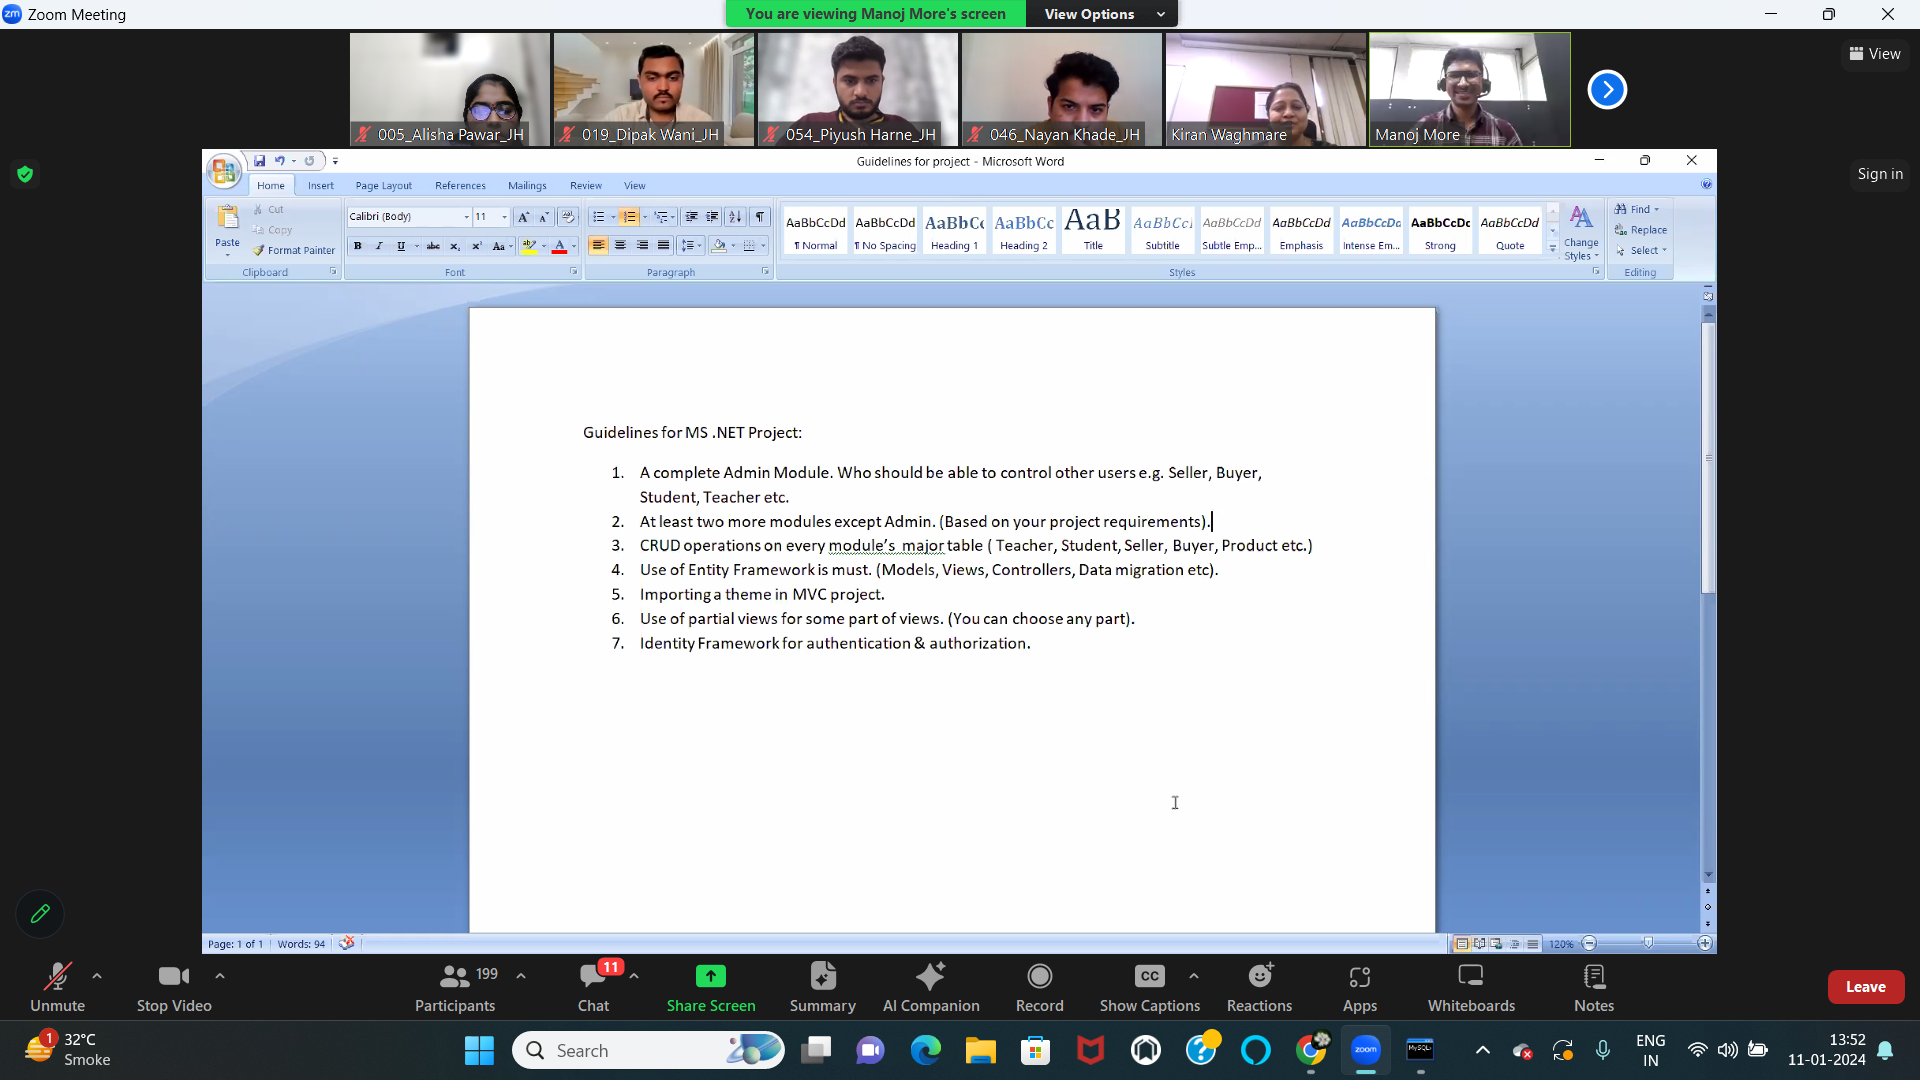 Zoom Meeting
You are viewing Manoj More's screen
View Options
View
005_Alisha Pawar_JH
019_Dipak Wani_JH
054_Piyush Harne_JH
046_Nayan Khade_JH
Kiran Waghmare
Manoj More
Sign in
Guidelines for project - Microsoft Word
Home Insert Page Layout References Mailings Review View
Paste
Cut
Copy
Format Painter
Clipboard
Calibri (Body) 11
Font
Paragraph
AaBbCcDd AaBbCcDd AaBbCc AaBbCc AaB AaBbCcI AaBbCcDd AaBbCcDd AaBbCcDc AaBbCcDc AaBbCcDd
¶ Normal ¶ No Spacing Heading 1 Heading 2 Title Subtitle Subtle Emp... Emphasis Intense Em... Strong Quote
Change Styles
Styles
Find
Replace
Select
Editing
Guidelines for MS .NET Project:
1. A complete Admin Module. Who should be able to control other users e.g. Seller, Buyer,
Student, Teacher etc.
2. At least two more modules except Admin. (Based on your project requirements).
3. CRUD operations on every module’s major table ( Teacher, Student, Seller, Buyer, Product etc.)
4. Use of Entity Framework is must. (Models, Views, Controllers, Data migration etc).
5. Importing a theme in MVC project.
6. Use of partial views for some part of views. (You can choose any part).
7. Identity Framework for authentication & authorization.
Page: 1 of 1 Words: 94
120%
Unmute
Stop Video
Participants 199
Chat 11
Share Screen
Summary
AI Companion
Record
CC
Show Captions
Reactions
Apps
Whiteboards
Notes
Leave
1
32°C
Smoke
Search
zoom
MySQL
ENG
IN
13:52
11-01-2024